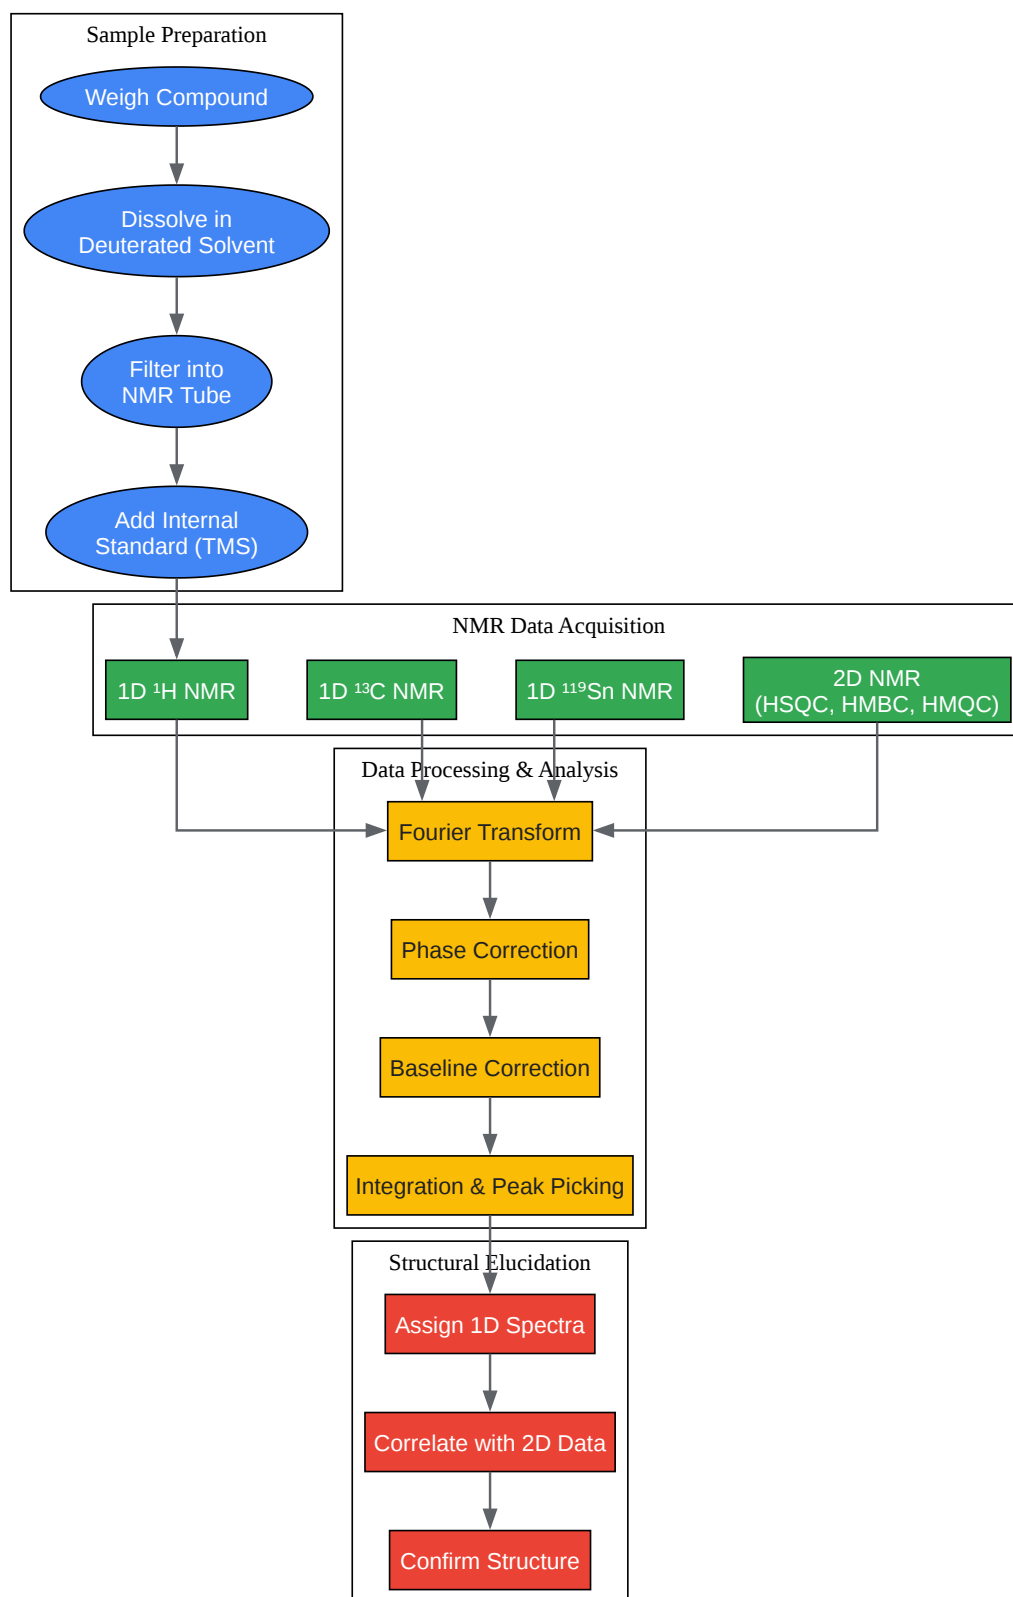 Sample Preparation
Weigh Compound
Dissolve in
Deuterated Solvent
Filter into
NMR Tube
Add Internal
Standard (TMS)
NMR Data Acquisition
1D ¹H NMR
1D ¹³C NMR
1D ¹¹⁹Sn NMR
2D NMR
(HSQC, HMBC, HMQC)
Data Processing & Analysis
Fourier Transform
Phase Correction
Baseline Correction
Integration & Peak Picking
Structural Elucidation
Assign 1D Spectra
Correlate with 2D Data
Confirm Structure